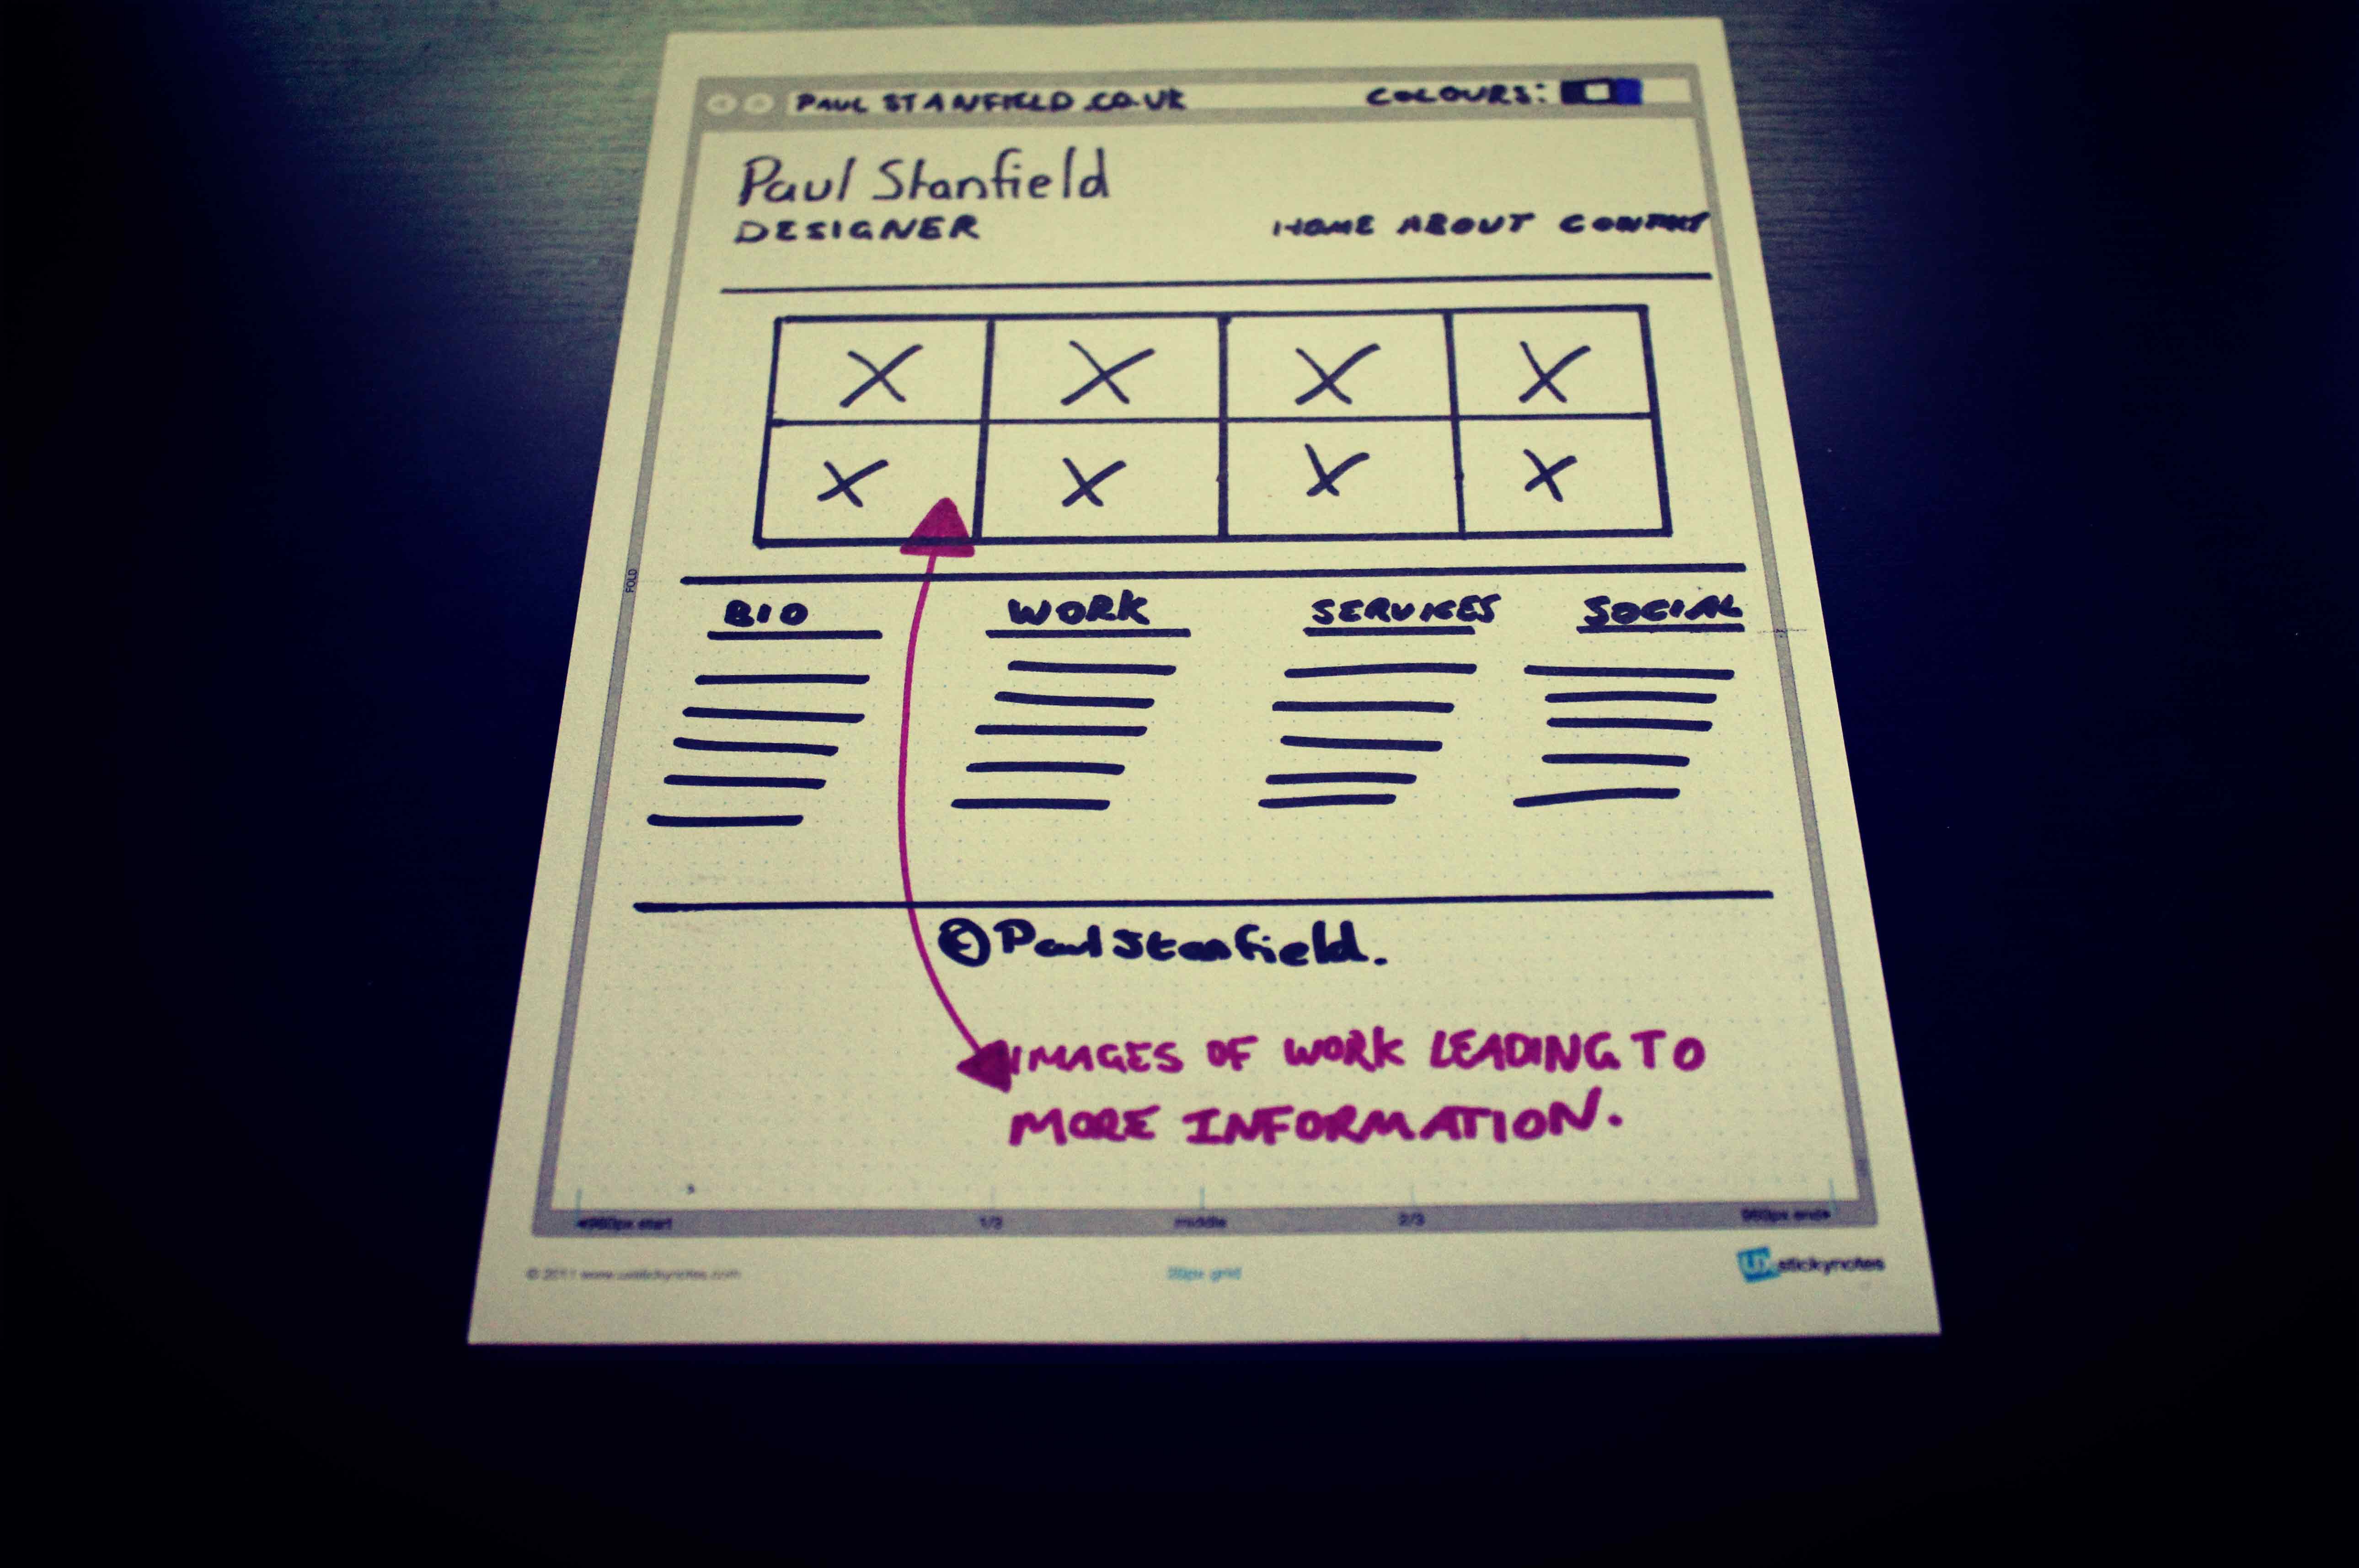 PAUL STANFIELD.CO.UK COLOURS:
Paul Stanfield
DESIGNER
HOME ABOUT CONTACT
FOLD
BIO WORK SERVICES SOCIAL
© Paul Stanfield.
IMAGES OF WORK LEADING TO
MORE INFORMATION.
960px start 1/3 middle 2/3 960px end
© 2011 www.uxstickynotes.com 20px grid UX stickynotes